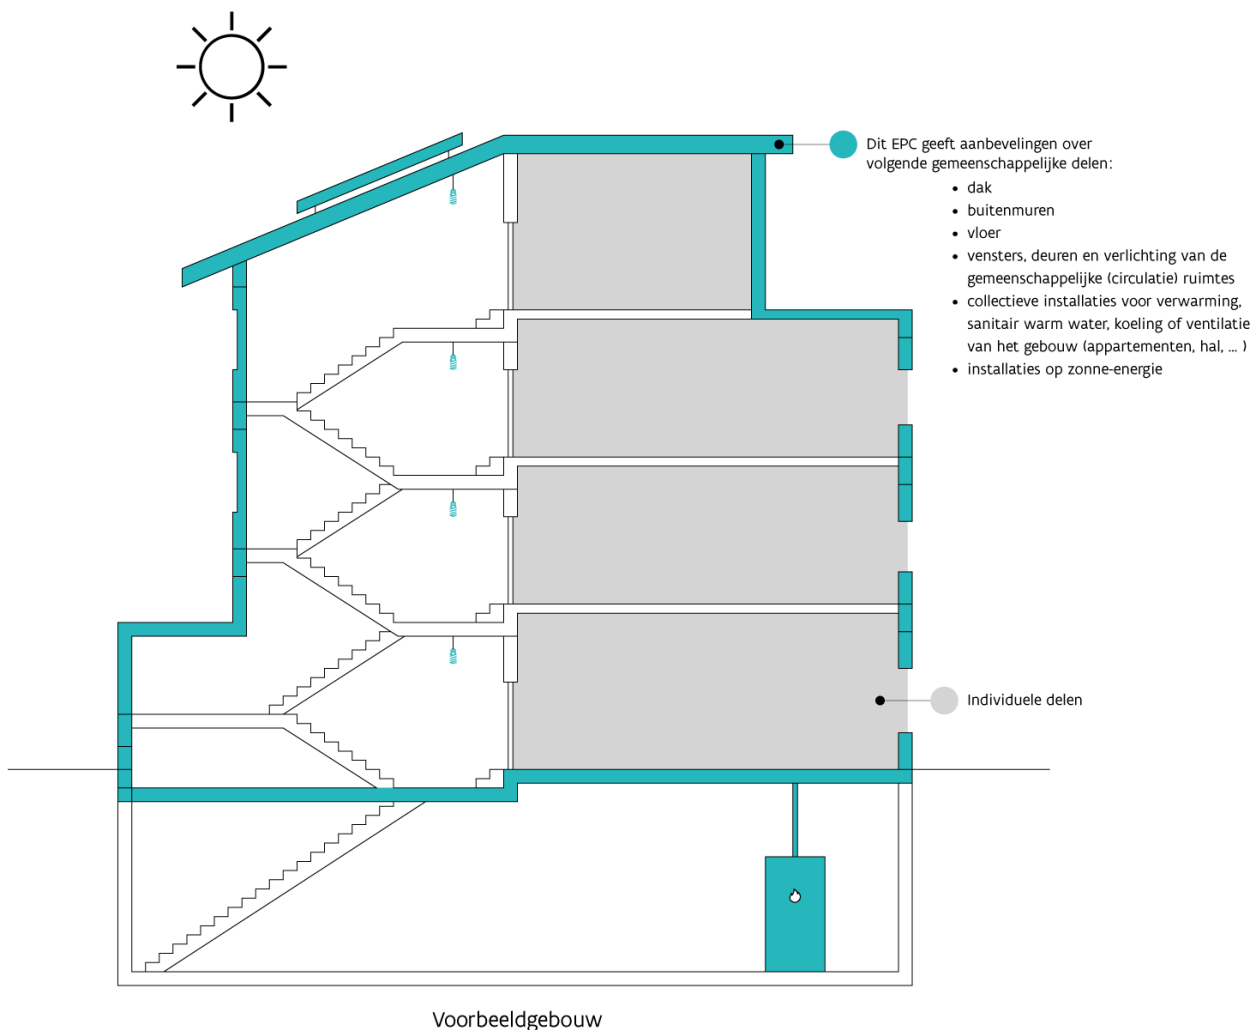 Dit EPC geeft aanbevelingen over
volgende gemeenschappelijke delen:
• dak
• buitenmuren
• vloer
• vensters, deuren en verlichting van de
gemeenschappelijke (circulatie) ruimtes
• collectieve installaties voor verwarming,
sanitair warm water, koeling of ventilatie
van het gebouw (appartementen, hal, ... )
• installaties op zonne-energie
Individuele delen
Voorbeeldgebouw